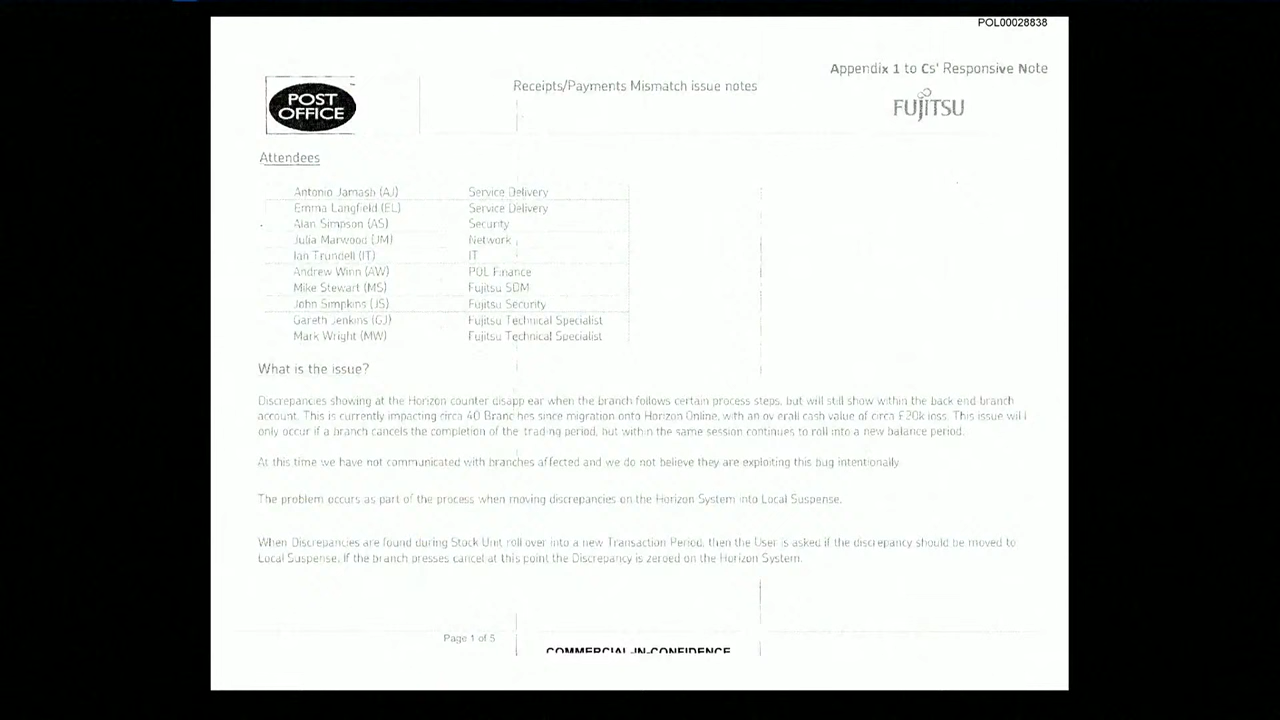 POL00028838
Appendix 1 to Cs' Responsive Note
POST OFFICE
Receipts/Payments Mismatch issue notes
FUJITSU
Attendees
Antonio Jamash (AJ) Service Delivery
Emma Langfield (EL) Service Delivery
Alan Simpson (AS) Security
Julia Marwood (JM) Network
Ian Trundell (IT) IT
Andrew Winn (AW) POL Finance
Mike Stewart (MS) Fujitsu SDM
John Simpkins (JS) Fujitsu Security
Gareth Jenkins (GJ) Fujitsu Technical Specialist
Mark Wright (MW) Fujitsu Technical Specialist
What is the issue?
Discrepancies showing at the Horizon counter disapp ear when the branch follows certain process steps, but will still show within the back end branch
account. This is currently impacting circa 40 Branc hes since migration onto Horizon Online, with an ov erall cash value of circa £20k loss. This issue will
only occur if a branch cancels the completion of the trading period, but within the same session continues to roll into a new balance period.
At this time we have not communicated with branches affected and we do not believe they are exploiting this bug intentionally
The problem occurs as part of the process when moving discrepancies on the Horizon System into Local Suspense.
When Discrepancies are found during Stock Unit roll over into a new Transaction Period, then the User is asked if the discrepancy should be moved to
Local Suspense. If the branch presses cancel at this point the Discrepancy is zeroed on the Horizon System.
Page 1 of 5
COMMERCIAL-IN-CONFIDENCE